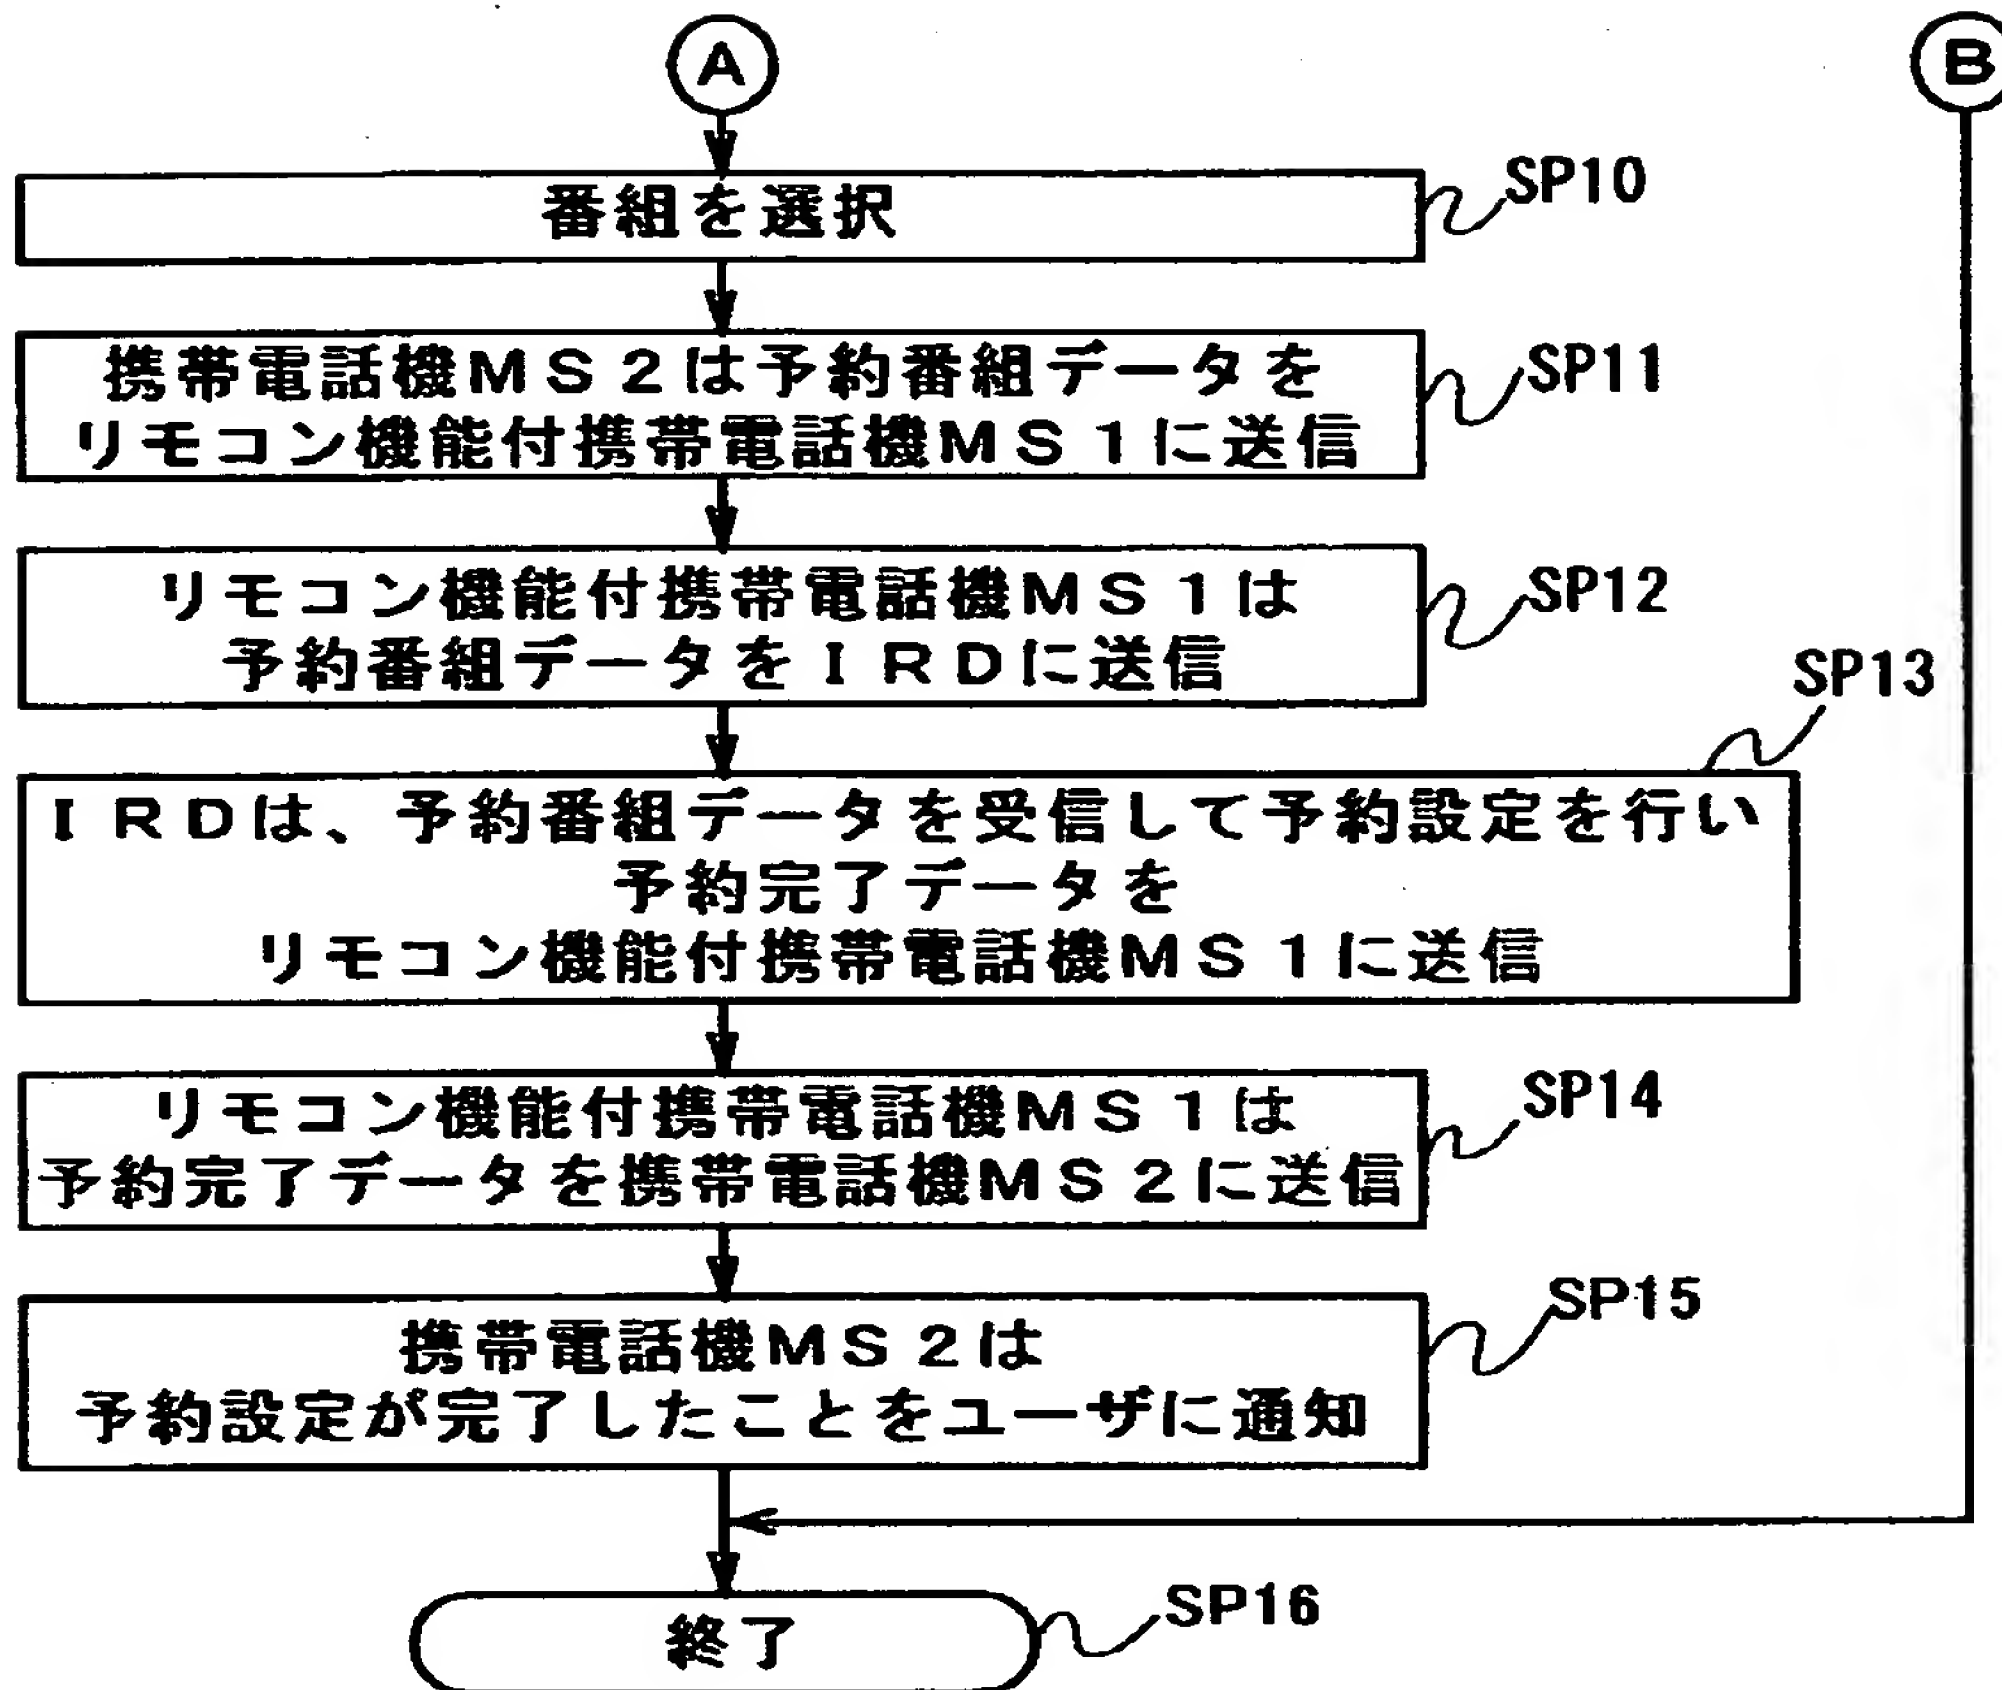 A
B
番組を選択
SP10
携帯電話機MS2は予約番組データを
リモコン機能付携帯電話機MS1に送信
SP11
リモコン機能付携帯電話機MS1は
予約番組データをIRDに送信
SP12
SP13
IRDは、予約番組データを受信して予約設定を行い
予約完了データを
リモコン機能付携帯電話機MS1に送信
リモコン機能付携帯電話機MS1は
予約完了データを携帯電話機MS2に送信
SP14
携帯電話機MS2は
予約設定が完了したことをユーザに通知
SP15
終了
SP16